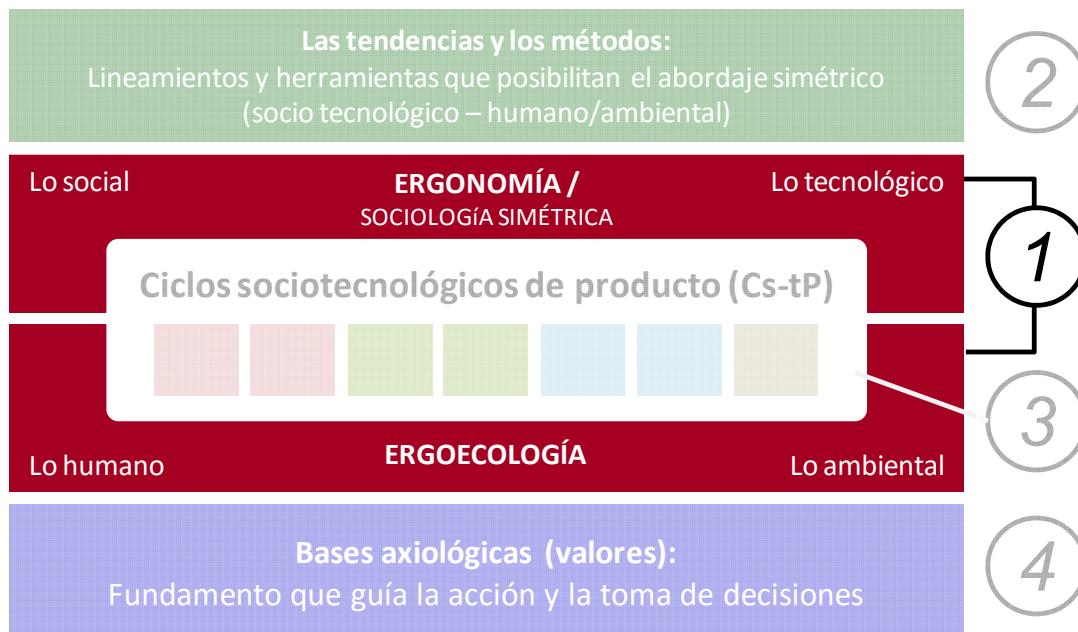 Las tendencias y los métodos:
Lineamientos y herramientas que posibilitan el abordaje simétrico
(socio tecnológico – humano/ambiental)
2
Lo social
ERGONOMÍA /
Lo tecnológico
SOCIOLOGíA SIMÉTRICA
1
Ciclos sociotecnológicos de producto (Cs-tP)
3
Lo humano
ERGOECOLOGÍA
Lo ambiental
Bases axiológicas (valores):
Fundamento que guía la acción y la toma de decisiones
4